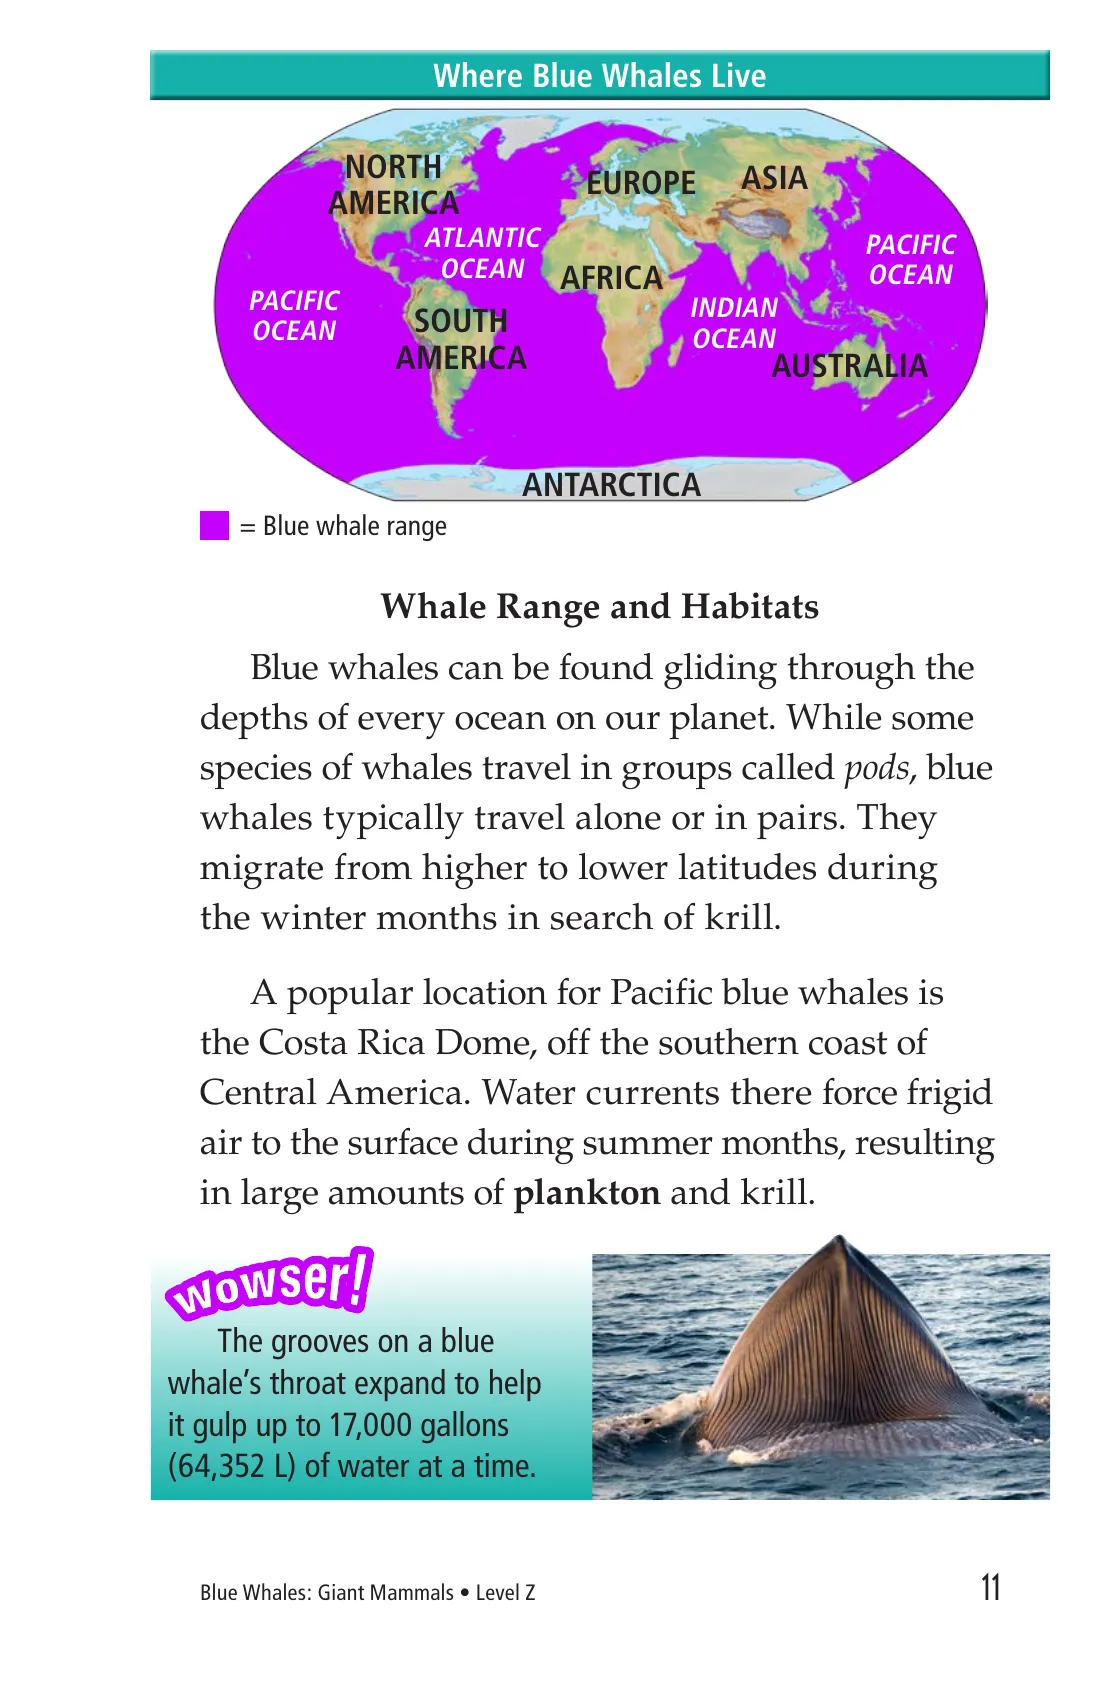 Where Blue Whales Live
NORTH
AMERICA
EUROPE
ASIA
ATLANTIC
OCEAN
PACIFIC
OCEAN
AFRICA
PACIFIC
OCEAN
INDIAN
OCEAN
SOUTH
AMERICA
AUSTRALIA
ANTARCTICA
= Blue whale range
Whale Range and Habitats
Blue whales can be found gliding through the
depths of every ocean on our planet. While some
species of whales travel in groups called pods, blue
whales typically travel alone or in pairs. They
migrate from higher to lower latitudes during
the winter months in search of krill.
A popular location for Pacific blue whales is
the Costa Rica Dome, off the southern coast of
Central America. Water currents there force frigid
air to the surface during summer months, resulting
in large amounts of plankton and krill.
wowser!
The grooves on a blue
whale's throat expand to help
it gulp up to 17,000 gallons
(64,352 L) of water at a time.
Blue Whales: Giant Mammals • Level Z
11